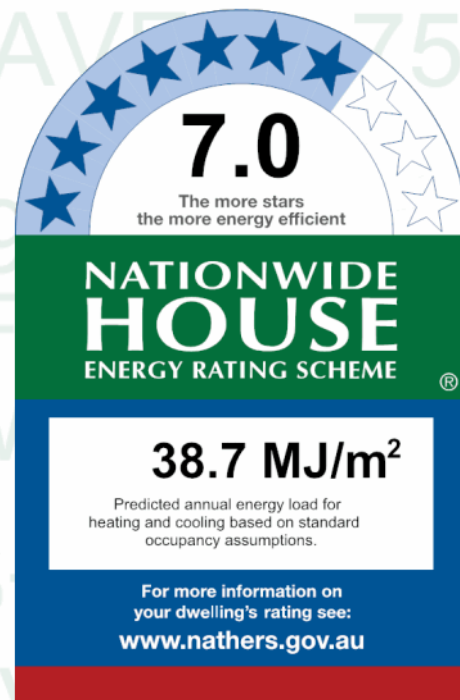 7.0
The more stars
the more energy efficient
NATIONWIDE
HOUSE
ENERGY RATING SCHEME
®
38.7 MJ/m²
Predicted annual energy load for
heating and cooling based on standard
occupancy assumptions.
For more information on
your dwelling's rating see:
www.nathers.gov.au